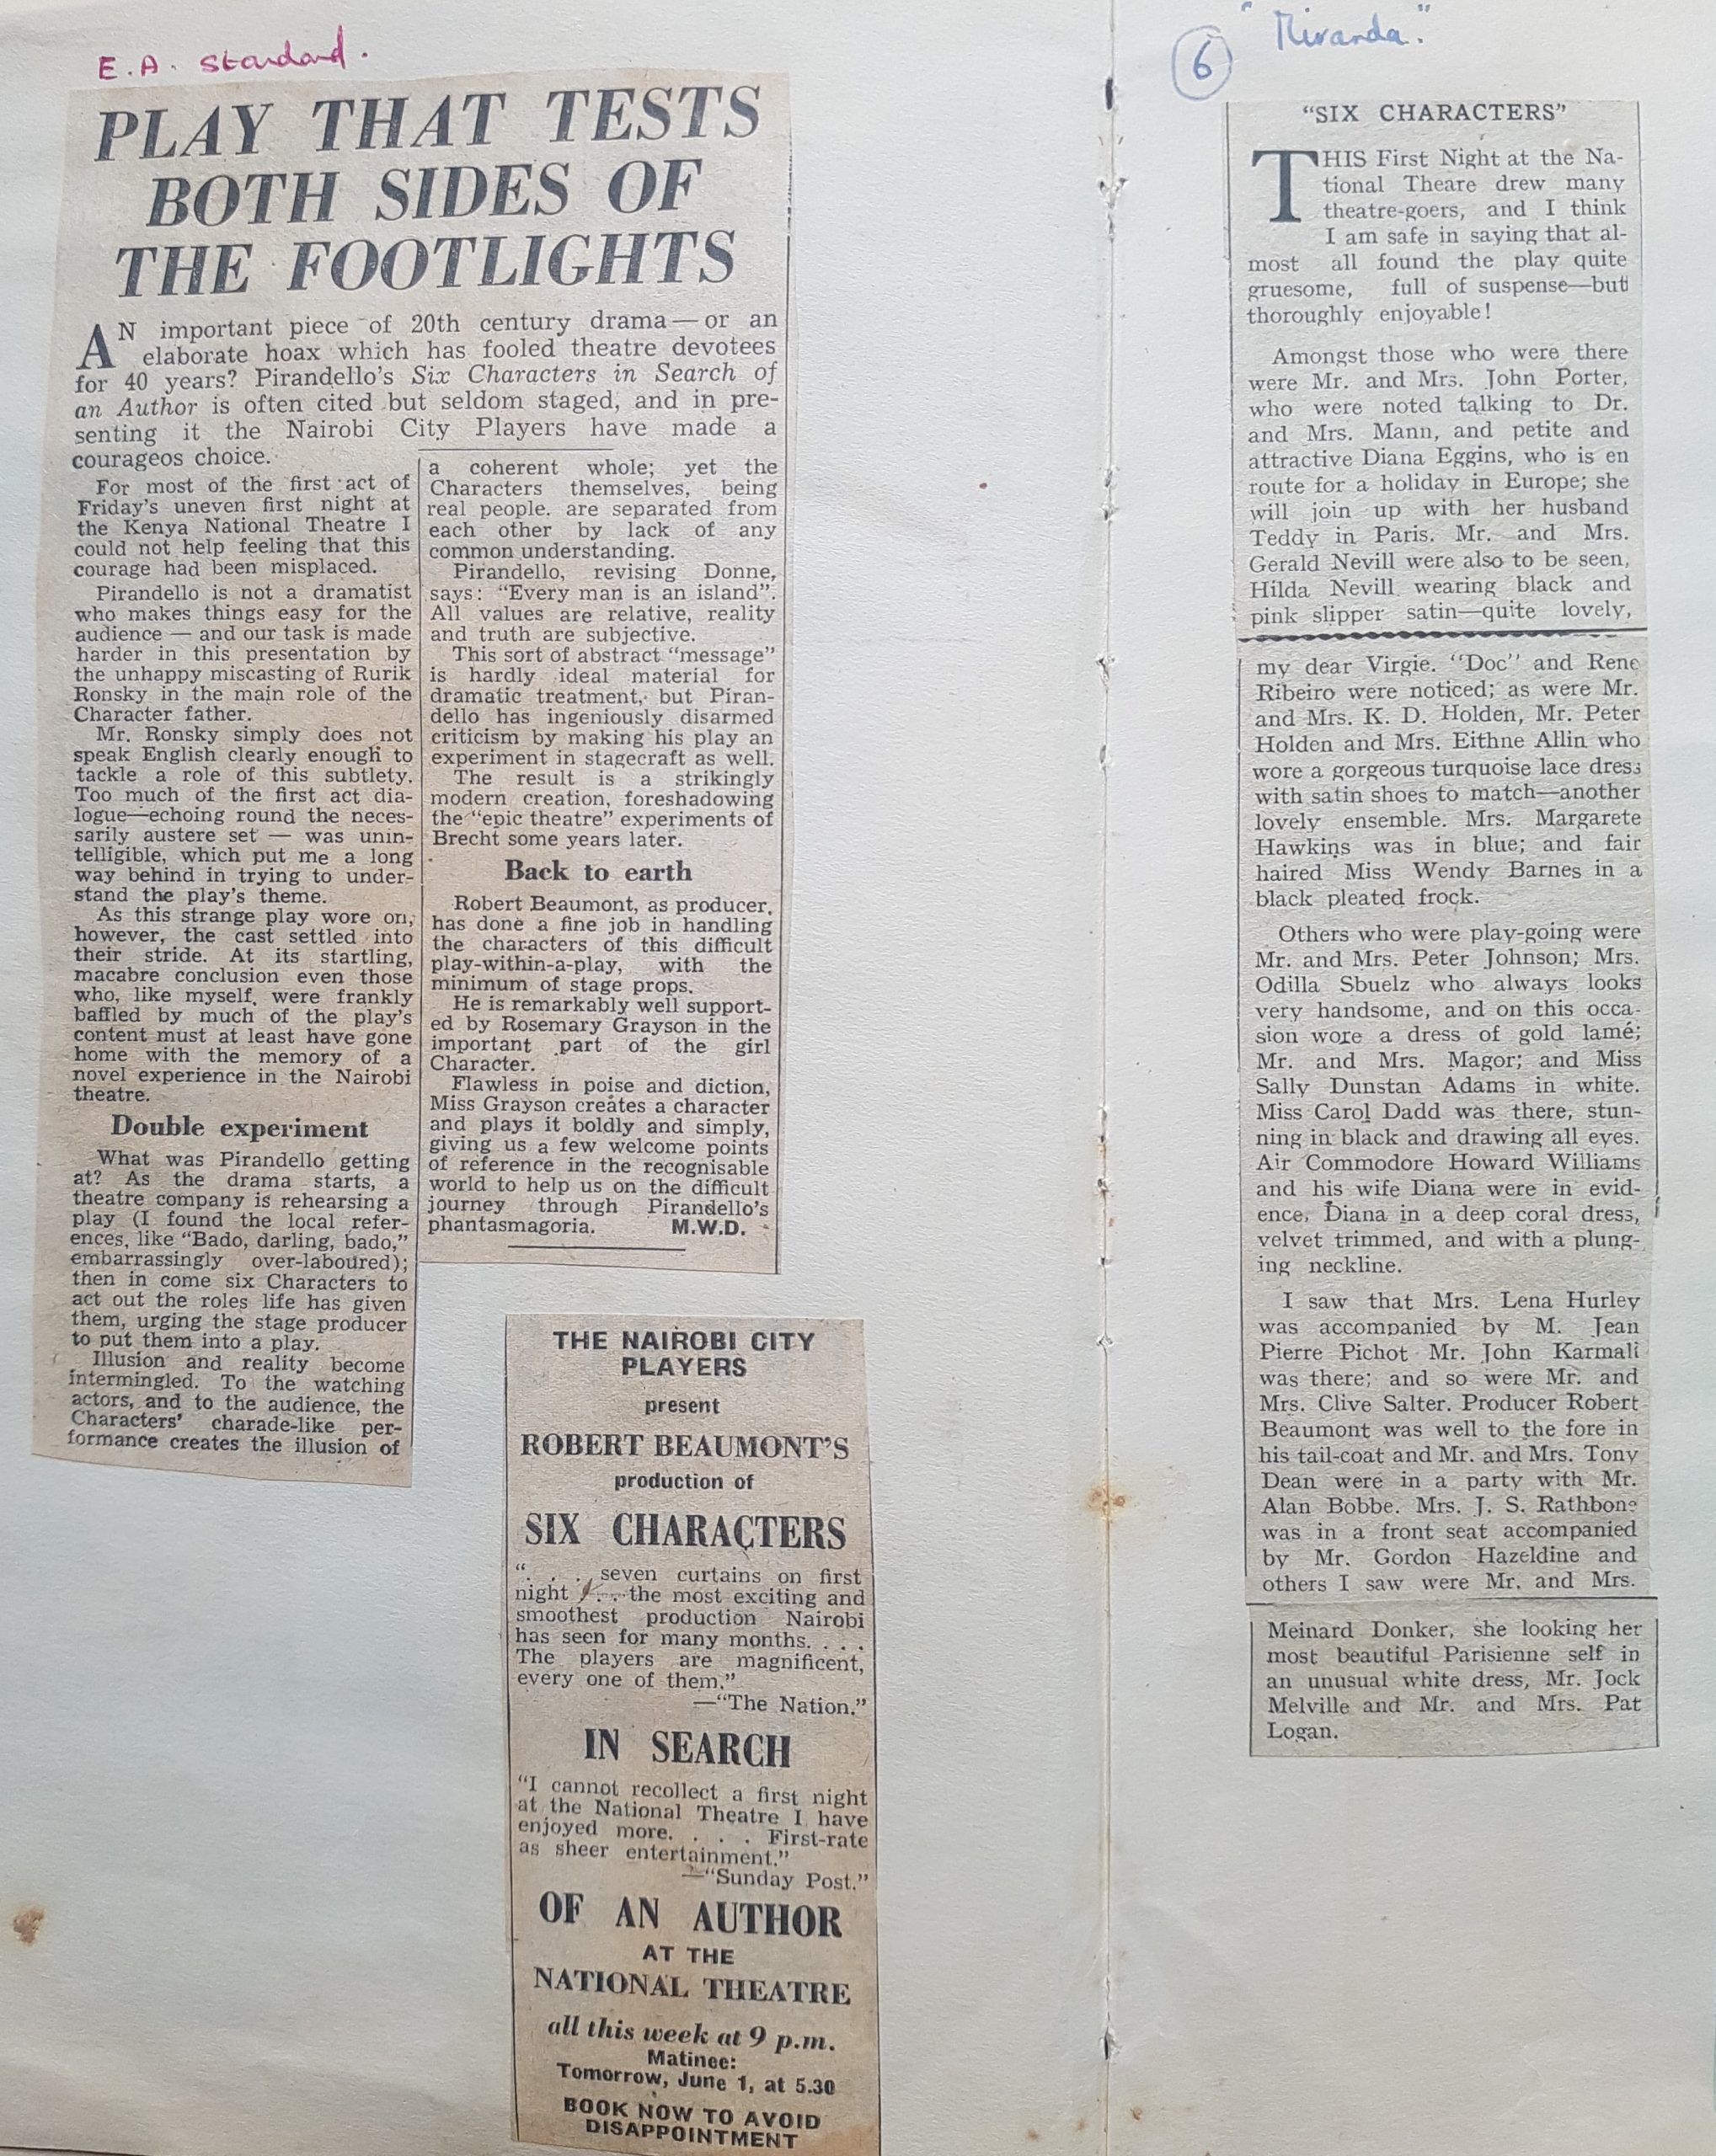 E.A. Standard.
PLAY THAT TESTS
BOTH SIDES OF
THE FOOTLIGHTS
AN important piece of 20th century drama — or an
elaborate hoax which has fooled theatre devotees
for 40 years? Pirandello's Six Characters in Search of
an Author is often cited but seldom staged, and in pre-
senting it the Nairobi City Players have made a
courageos choice.
For most of the first act of
Friday's uneven first night at
the Kenya National Theatre I
could not help feeling that this
courage had been misplaced.
Pirandello is not a dramatist
who makes things easy for the
audience — and our task is made
harder in this presentation by
the unhappy miscasting of Rurik
Ronsky in the main role of the
Character father.
Mr. Ronsky simply does not
speak English clearly enough to
tackle a role of this subtlety.
Too much of the first act dia-
logue—echoing round the neces-
sarily austere set — was unin-
telligible, which put me a long
way behind in trying to under-
stand the play's theme.
As this strange play wore on,
however, the cast settled into
their stride. At its startling,
macabre conclusion even those
who, like myself, were frankly
baffled by much of the play's
content must at least have gone
home with the memory of a
novel experience in the Nairobi
theatre.
Double experiment
What was Pirandello getting
at? As the drama starts, a
theatre company is rehearsing a
play (I found the local refer-
ences, like "Bado, darling, bado,"
embarrassingly over-laboured);
then in come six Characters to
act out the roles life has given
them, urging the stage producer
to put them into a play.
Illusion and reality become
intermingled. To the watching
actors, and to the audience, the
Characters' charade-like per-
formance creates the illusion of
a coherent whole; yet the
Characters themselves, being
real people. are separated from
each other by lack of any
common understanding.
Pirandello, revising Donne,
says: "Every man is an island".
All values are relative, reality
and truth are subjective.
This sort of abstract "message"
is hardly ideal material for
dramatic treatment, but Piran-
dello has ingeniously disarmed
criticism by making his play an
experiment in stagecraft as well.
The result is a strikingly
modern creation, foreshadowing
the "epic theatre" experiments of
Brecht some years later.
Back to earth
Robert Beaumont, as producer,
has done a fine job in handling
the characters of this difficult
play-within-a-play, with the
minimum of stage props.
He is remarkably well support-
ed by Rosemary Grayson in the
important part of the girl
Character.
Flawless in poise and diction,
Miss Grayson creates a character
and plays it boldly and simply,
giving us a few welcome points
of reference in the recognisable
world to help us on the difficult
journey through Pirandello's
phantasmagoria. M.W.D.
THE NAIROBI CITY
PLAYERS
present
ROBERT BEAUMONT'S
production of
SIX CHARACTERS
". . . seven curtains on first
night . . . the most exciting and
smoothest production Nairobi
has seen for many months. . . .
The players are magnificent,
every one of them."
—"The Nation."
IN SEARCH
"I cannot recollect a first night
at the National Theatre I have
enjoyed more. . . . First-rate
as sheer entertainment."
—"Sunday Post."
OF AN AUTHOR
AT THE
NATIONAL THEATRE
all this week at 9 p.m.
Matinee:
Tomorrow, June 1, at 5.30
BOOK NOW TO AVOID
DISAPPOINTMENT
6 "Miranda."
"SIX CHARACTERS"
THIS First Night at the Na-
tional Theare drew many
theatre-goers, and I think
I am safe in saying that al-
most all found the play quite
gruesome, full of suspense—but
thoroughly enjoyable!
Amongst those who were there
were Mr. and Mrs. John Porter,
who were noted talking to Dr.
and Mrs. Mann, and petite and
attractive Diana Eggins, who is en
route for a holiday in Europe; she
will join up with her husband
Teddy in Paris. Mr. and Mrs.
Gerald Nevill were also to be seen,
Hilda Nevill wearing black and
pink slipper satin—quite lovely,
my dear Virgie. "Doc" and Rene
Ribeiro were noticed; as were Mr.
and Mrs. K. D. Holden, Mr. Peter
Holden and Mrs. Eithne Allin who
wore a gorgeous turquoise lace dress
with satin shoes to match—another
lovely ensemble. Mrs. Margarete
Hawkins was in blue; and fair
haired Miss Wendy Barnes in a
black pleated frock.
Others who were play-going were
Mr. and Mrs. Peter Johnson; Mrs.
Odilla Sbuelz who always looks
very handsome, and on this occa-
sion wore a dress of gold lamé;
Mr. and Mrs. Magor; and Miss
Sally Dunstan Adams in white.
Miss Carol Dadd was there, stun-
ning in black and drawing all eyes.
Air Commodore Howard Williams
and his wife Diana were in evid-
ence, Diana in a deep coral dress,
velvet trimmed, and with a plung-
ing neckline.
I saw that Mrs. Lena Hurley
was accompanied by M. Jean
Pierre Pichot Mr. John Karmali
was there; and so were Mr. and
Mrs. Clive Salter. Producer Robert
Beaumont was well to the fore in
his tail-coat and Mr. and Mrs. Tony
Dean were in a party with Mr.
Alan Bobbe. Mrs. J. S. Rathbone
was in a front seat accompanied
by Mr. Gordon Hazeldine and
others I saw were Mr. and Mrs.
Meinard Donker, she looking her
most beautiful Parisienne self in
an unusual white dress, Mr. Jock
Melville and Mr. and Mrs. Pat
Logan.